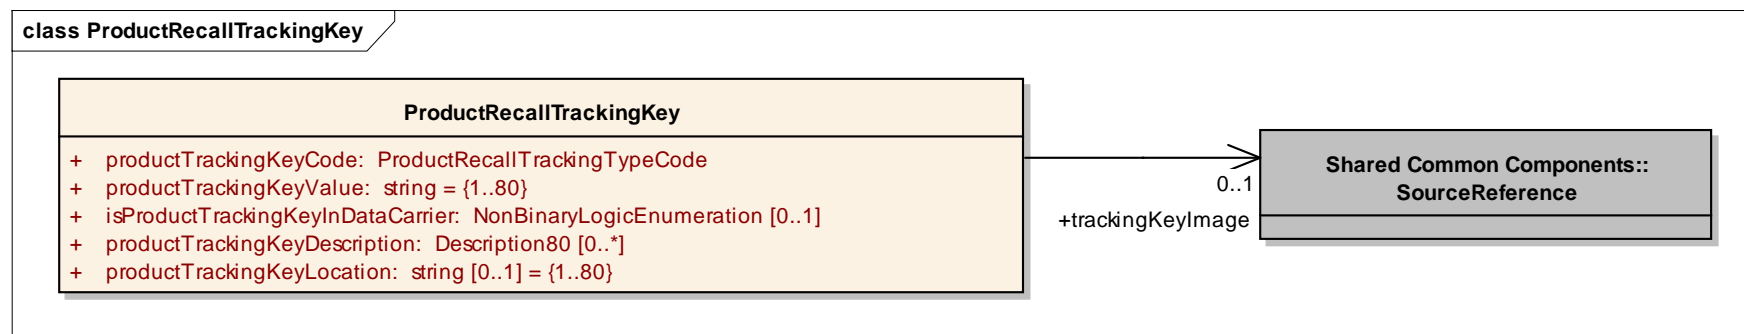 class ProductRecallTrackingKey
ProductRecallTrackingKey
+ productTrackingKeyCode: ProductRecallTrackingTypeCode
+ productTrackingKeyValue: string = {1..80}
+ isProductTrackingKeyInDataCarrier: NonBinaryLogicEnumeration [0..1]
+ productTrackingKeyDescription: Description80 [0..*]
+ productTrackingKeyLocation: string [0..1] = {1..80}
0..1
+trackingKeyImage
Shared Common Components::
SourceReference